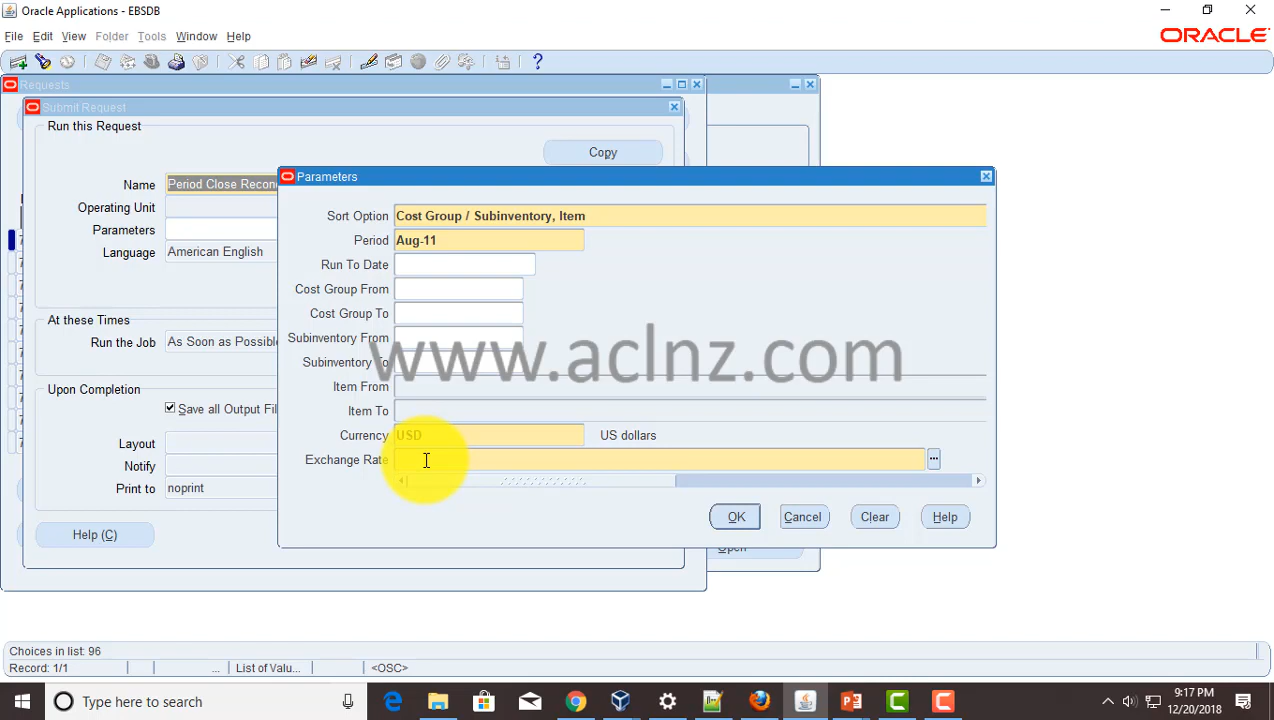 Oracle Applications - EBSDB
File Edit View Folder Tools Window Help
ORACLE
Requests
Submit Request
Run this Request
Copy
Name Period Close Recon
Operating Unit
Parameters
Language American English
At these Times
Run the Job As Soon as Possible
Upon Completion
Save all Output Fil
Layout
Notify
Print to noprint
Help (C)
Parameters
Sort Option Cost Group / Subinventory, Item
Period Aug-11
Run To Date
Cost Group From
Cost Group To
Subinventory From
Subinventory To
Item From
Item To
Currency USD US dollars
Exchange Rate
OK Cancel Clear Help
Open
www.aclnz.com
Choices in list: 96
Record: 1/1 ... List of Valu... <OSC>
Type here to search
9:17 PM
12/20/2018